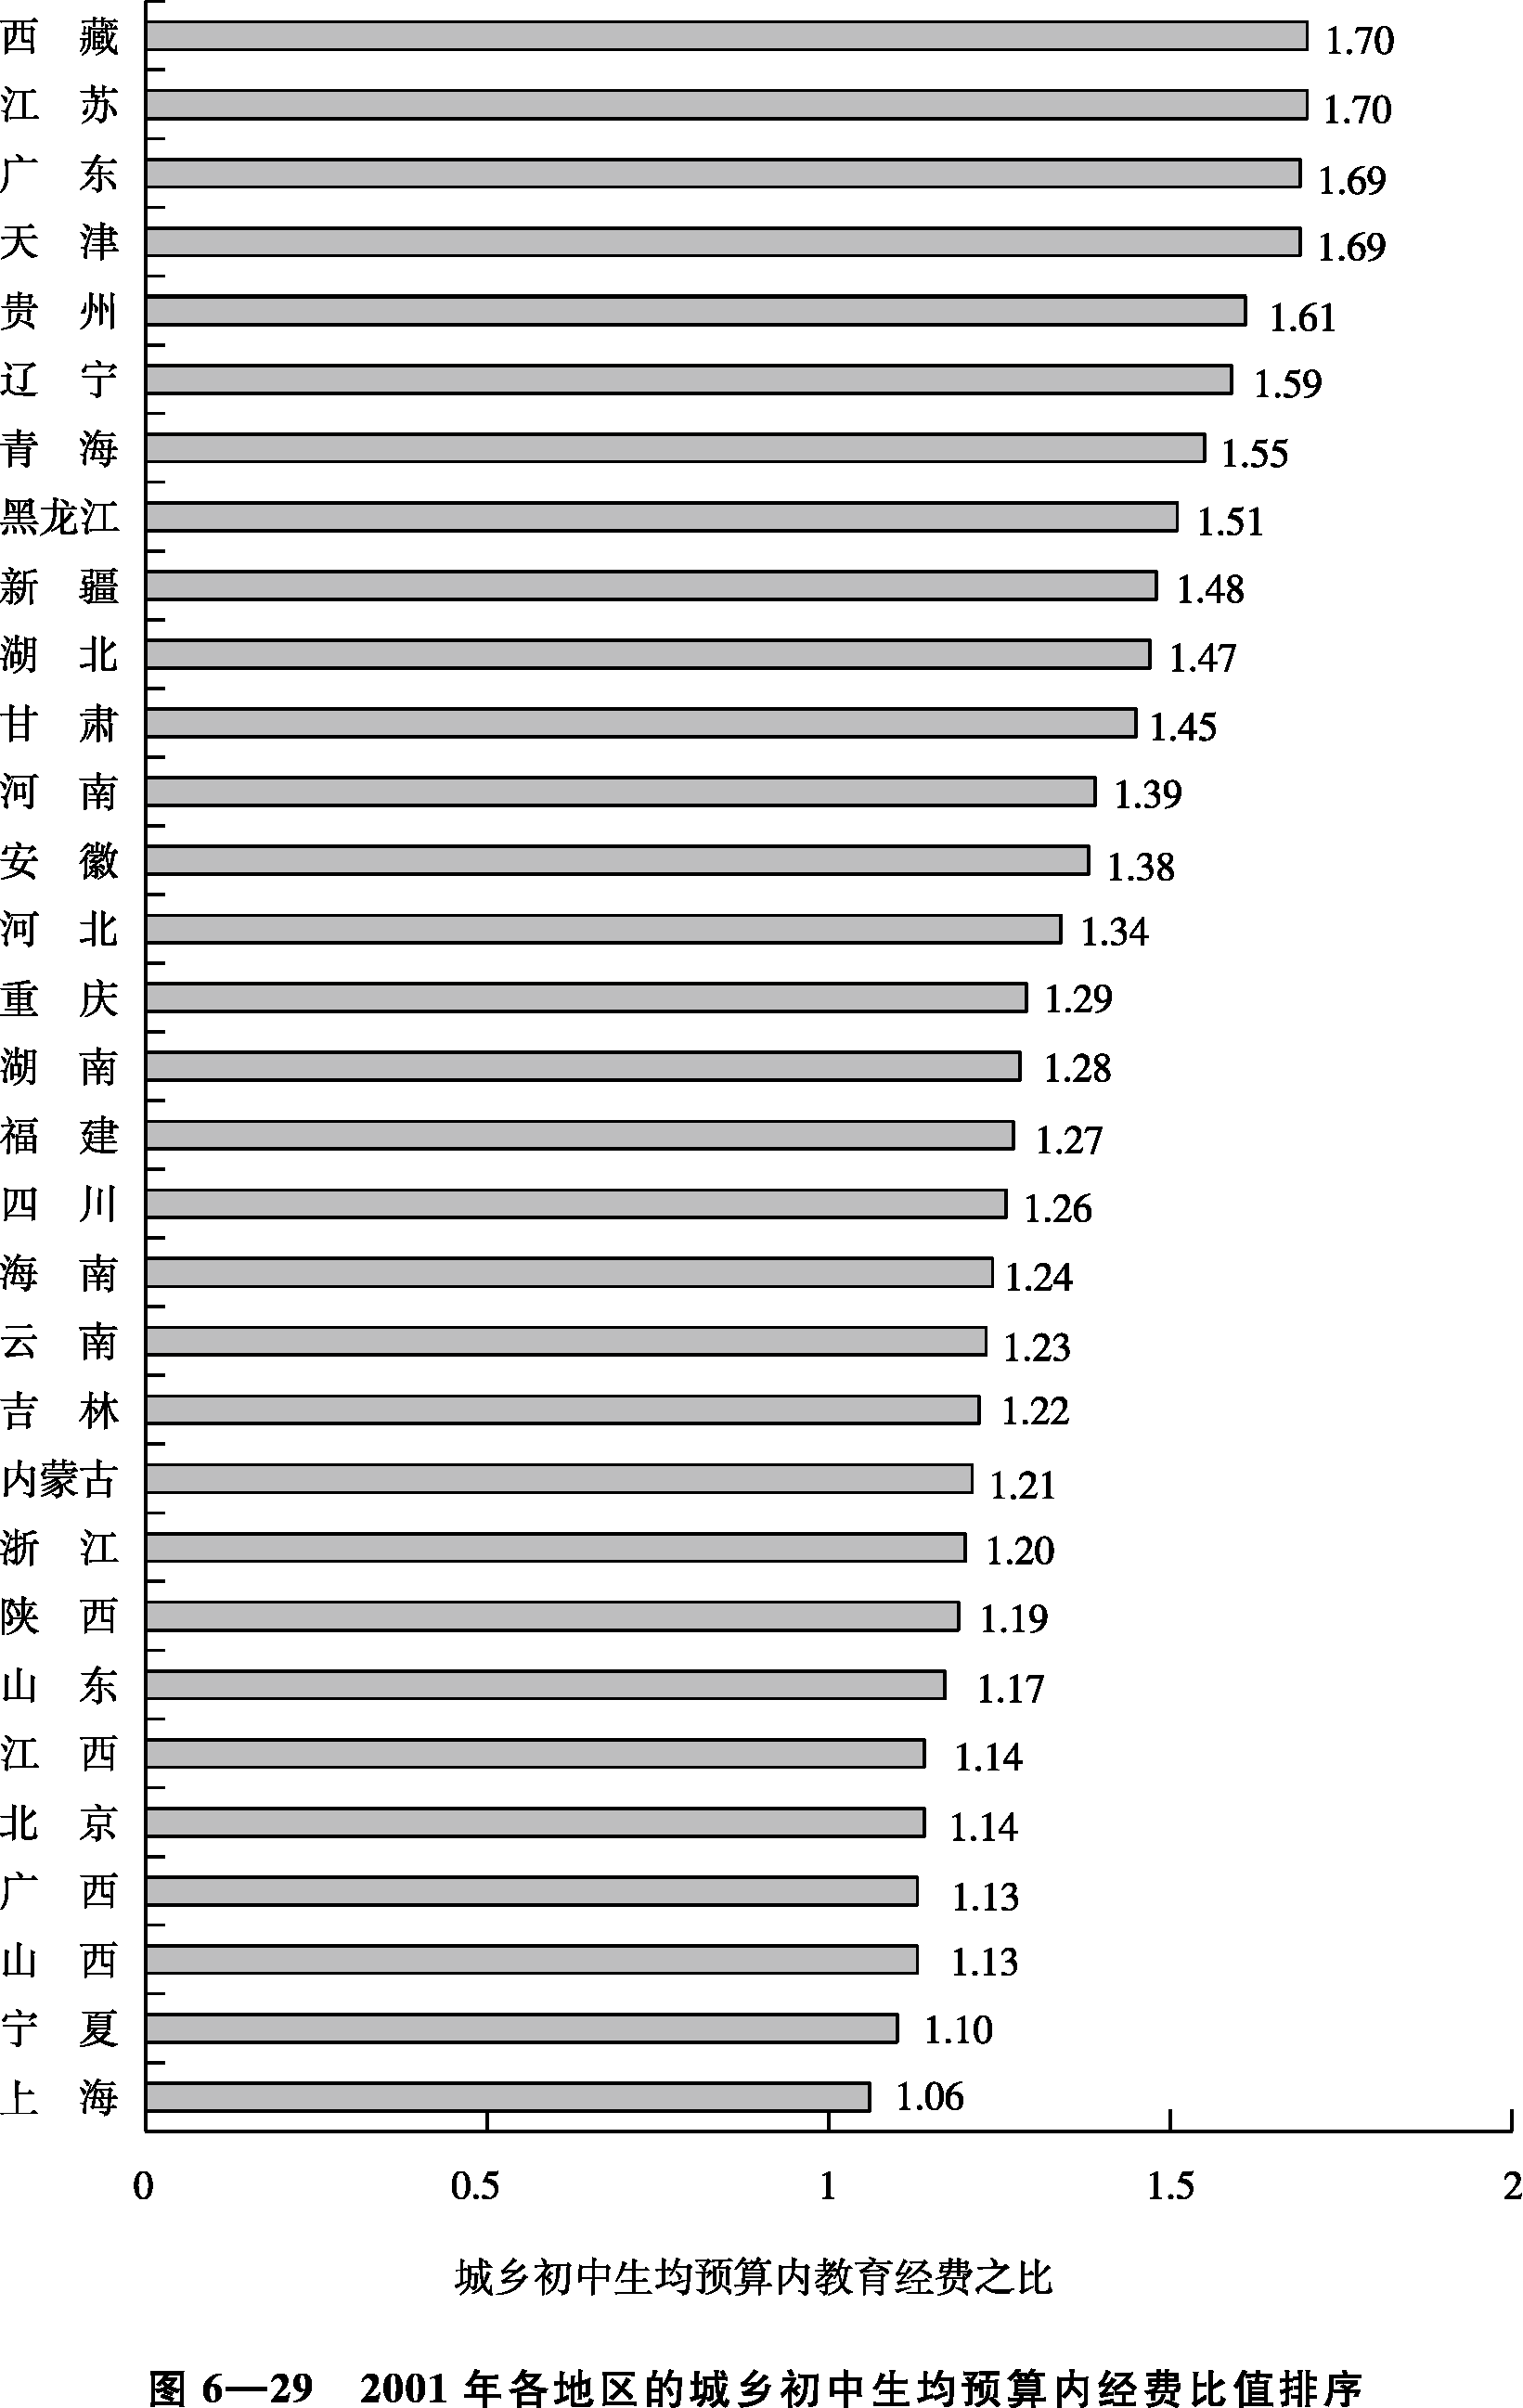 西 藏 1.70
江 苏 1.70
广 东 1.69
天 津 1.69
贵 州 1.61
辽 宁 1.59
青 海 1.55
黑龙江 1.51
新 疆 1.48
湖 北 1.47
甘 肃 1.45
河 南 1.39
安 徽 1.38
河 北 1.34
重 庆 1.29
湖 南 1.28
福 建 1.27
四 川 1.26
海 南 1.24
云 南 1.23
吉 林 1.22
内蒙古 1.21
浙 江 1.20
陕 西 1.19
山 东 1.17
江 西 1.14
北 京 1.14
广 西 1.13
山 西 1.13
宁 夏 1.10
上 海 1.06
0 0.5 1 1.5 2
城乡初中生均预算内教育经费之比
图 6—29 2001 年各地区的城乡初中生均预算内经费比值排序